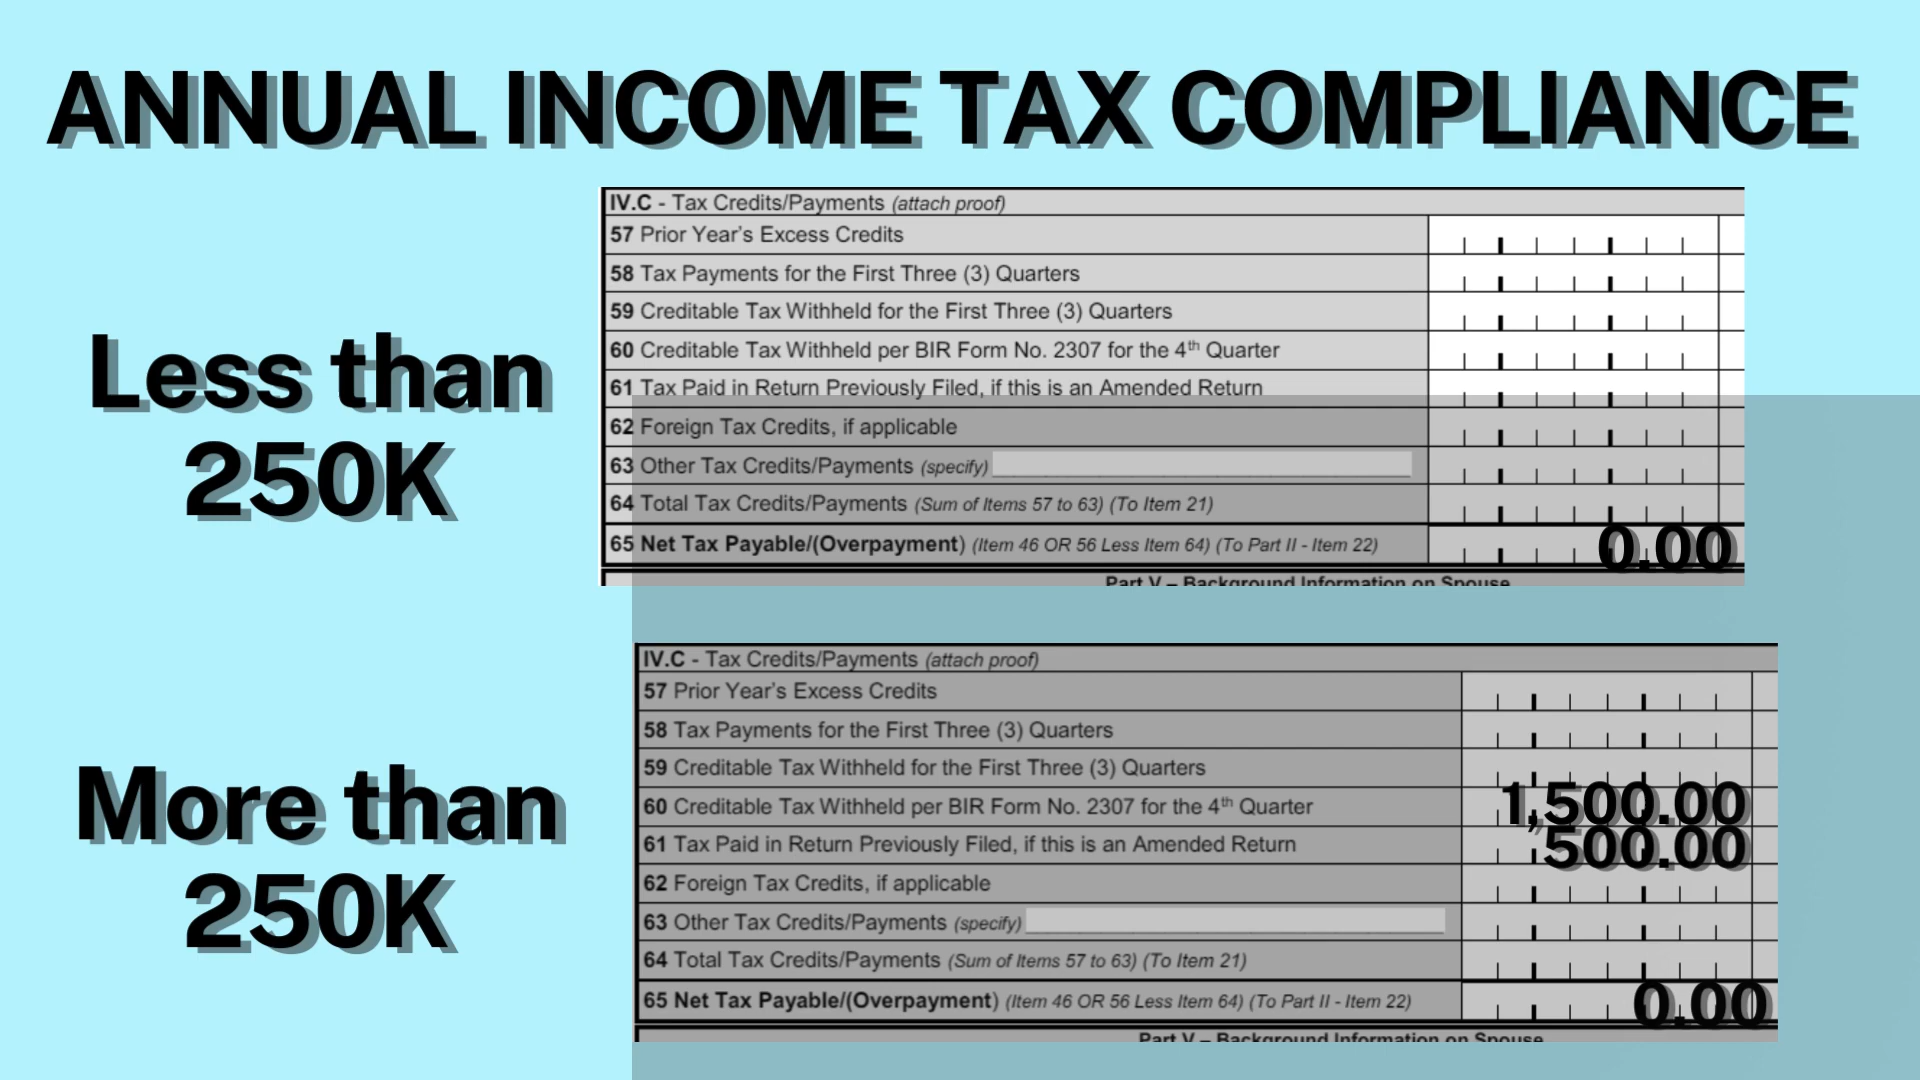 ANNUAL INCOME TAX COMPLIANCE
Less than
250K
IV.C - Tax Credits/Payments (attach proof)
57 Prior Year's Excess Credits
58 Tax Payments for the First Three (3) Quarters
59 Creditable Tax Withheld for the First Three (3) Quarters
60 Creditable Tax Withheld per BIR Form No. 2307 for the 4th Quarter
61 Tax Paid in Return Previously Filed, if this is an Amended Return
62 Foreign Tax Credits, if applicable
63 Other Tax Credits/Payments (specify)
64 Total Tax Credits/Payments (Sum of Items 57 to 63) (To Item 21)
65 Net Tax Payable/(Overpayment) (Item 46 OR 56 Less Item 64) (To Part II - Item 22) 0.00
Part V – Background Information on Spouse
More than
250K
IV.C - Tax Credits/Payments (attach proof)
57 Prior Year's Excess Credits
58 Tax Payments for the First Three (3) Quarters
59 Creditable Tax Withheld for the First Three (3) Quarters
60 Creditable Tax Withheld per BIR Form No. 2307 for the 4th Quarter 1,500.00
61 Tax Paid in Return Previously Filed, if this is an Amended Return 500.00
62 Foreign Tax Credits, if applicable
63 Other Tax Credits/Payments (specify)
64 Total Tax Credits/Payments (Sum of Items 57 to 63) (To Item 21)
65 Net Tax Payable/(Overpayment) (Item 46 OR 56 Less Item 64) (To Part II - Item 22) 0.00
Part V – Background Information on Spouse